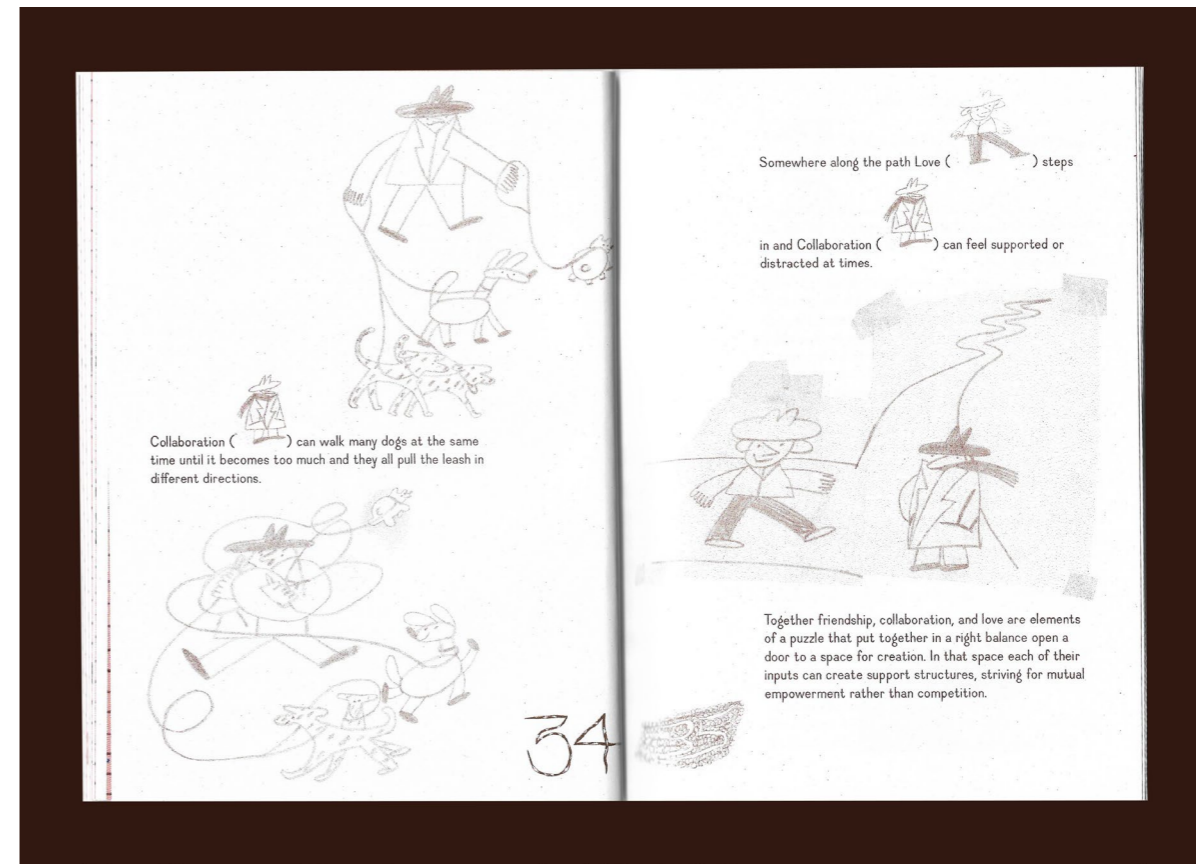 Collaboration ( ) can walk many dogs at the same
time until it becomes too much and they all pull the leash in
different directions.
34
Somewhere along the path Love ( ) steps
in and Collaboration ( ) can feel supported or
distracted at times.
Together friendship, collaboration, and love are elements
of a puzzle that put together in a right balance open a
door to a space for creation. In that space each of their
inputs can create support structures, striving for mutual
empowerment rather than competition.